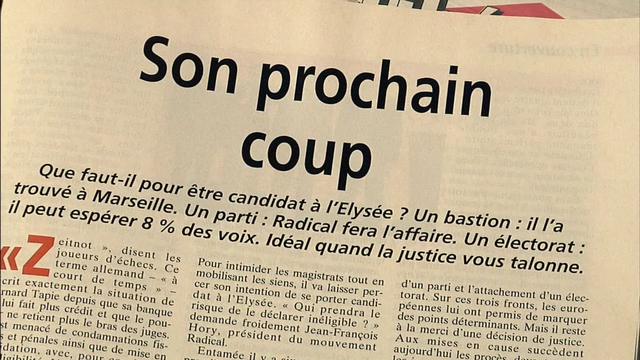 Son prochain
coup
Que faut-il pour être candidat à l'Elysée ? Un bastion : il l'a
trouvé à Marseille. Un parti : Radical fera l'affaire. Un électorat :
il peut espérer 8 % des voix. Idéal quand la justice vous talonne.
«Zeitnot », disent les
joueurs d'échecs. Ce
terme allemand – « à
court de temps » –
crit exactement la situation de
nard Tapie depuis que sa banque
lui fait plus crédit et que le pou-
ne retient plus le bras des juges.
est menacé de condamnations fis-
s et pénales ainsi que de mise en
idation, avec, pour
Pour intimider les magistrats tout en
mobilisant les siens, il va laisser per-
cer son intention de se porter candi-
dat à l'Elysée. « Qui prendra le
risque de le déclarer inéligible ? »
demande froidement Jean-François
Hory, président du mouvement
Radical.
Entamée il y a
d'un parti et l'attachement d'un élec-
torat. Sur ces trois fronts, les euro-
péennes lui ont permis de marquer
des points déterminants. Mais il reste
à la merci d'une décision de justice.
Aux mises en cause succèdent
aujourd'hui les procès